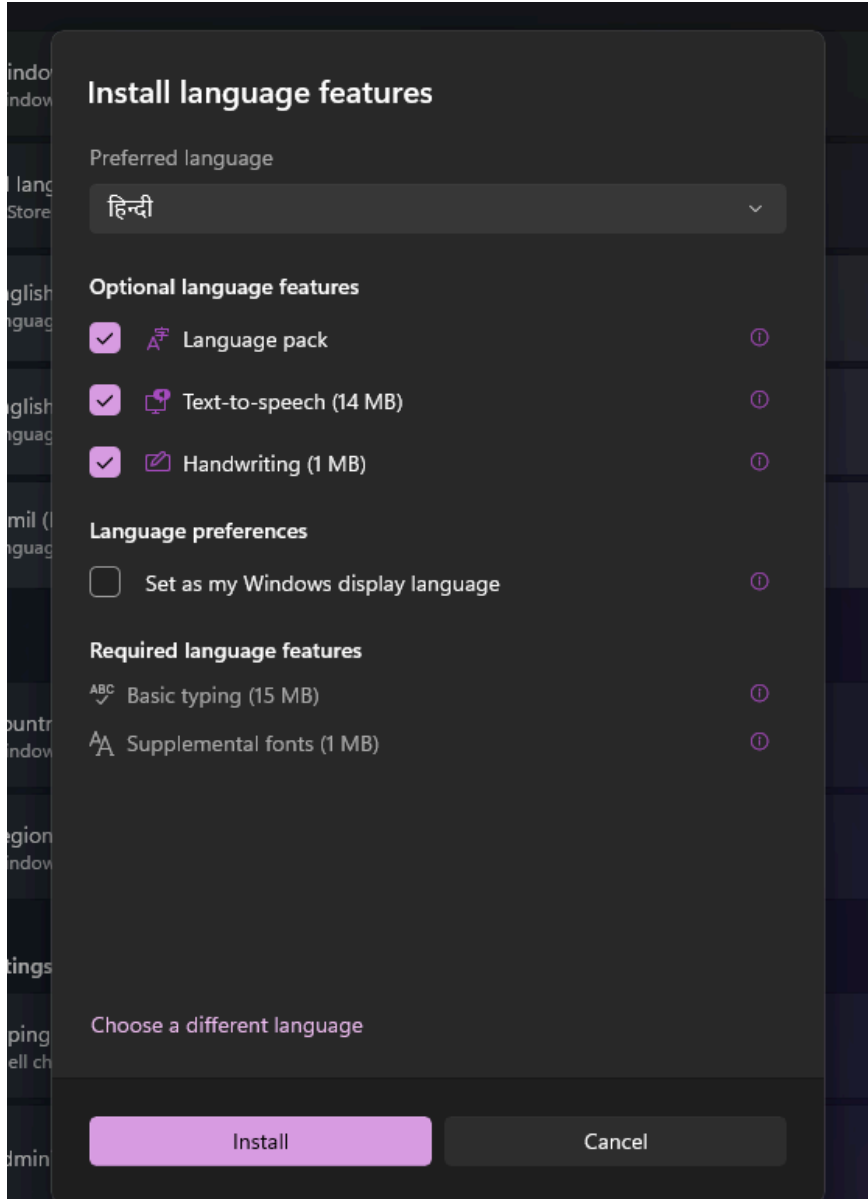 Install language features
Preferred language
हिन्दी
Optional language features
Language pack
Text-to-speech (14 MB)
Handwriting (1 MB)
Language preferences
Set as my Windows display language
Required language features
ABC Basic typing (15 MB)
Supplemental fonts (1 MB)
Choose a different language
Install
Cancel